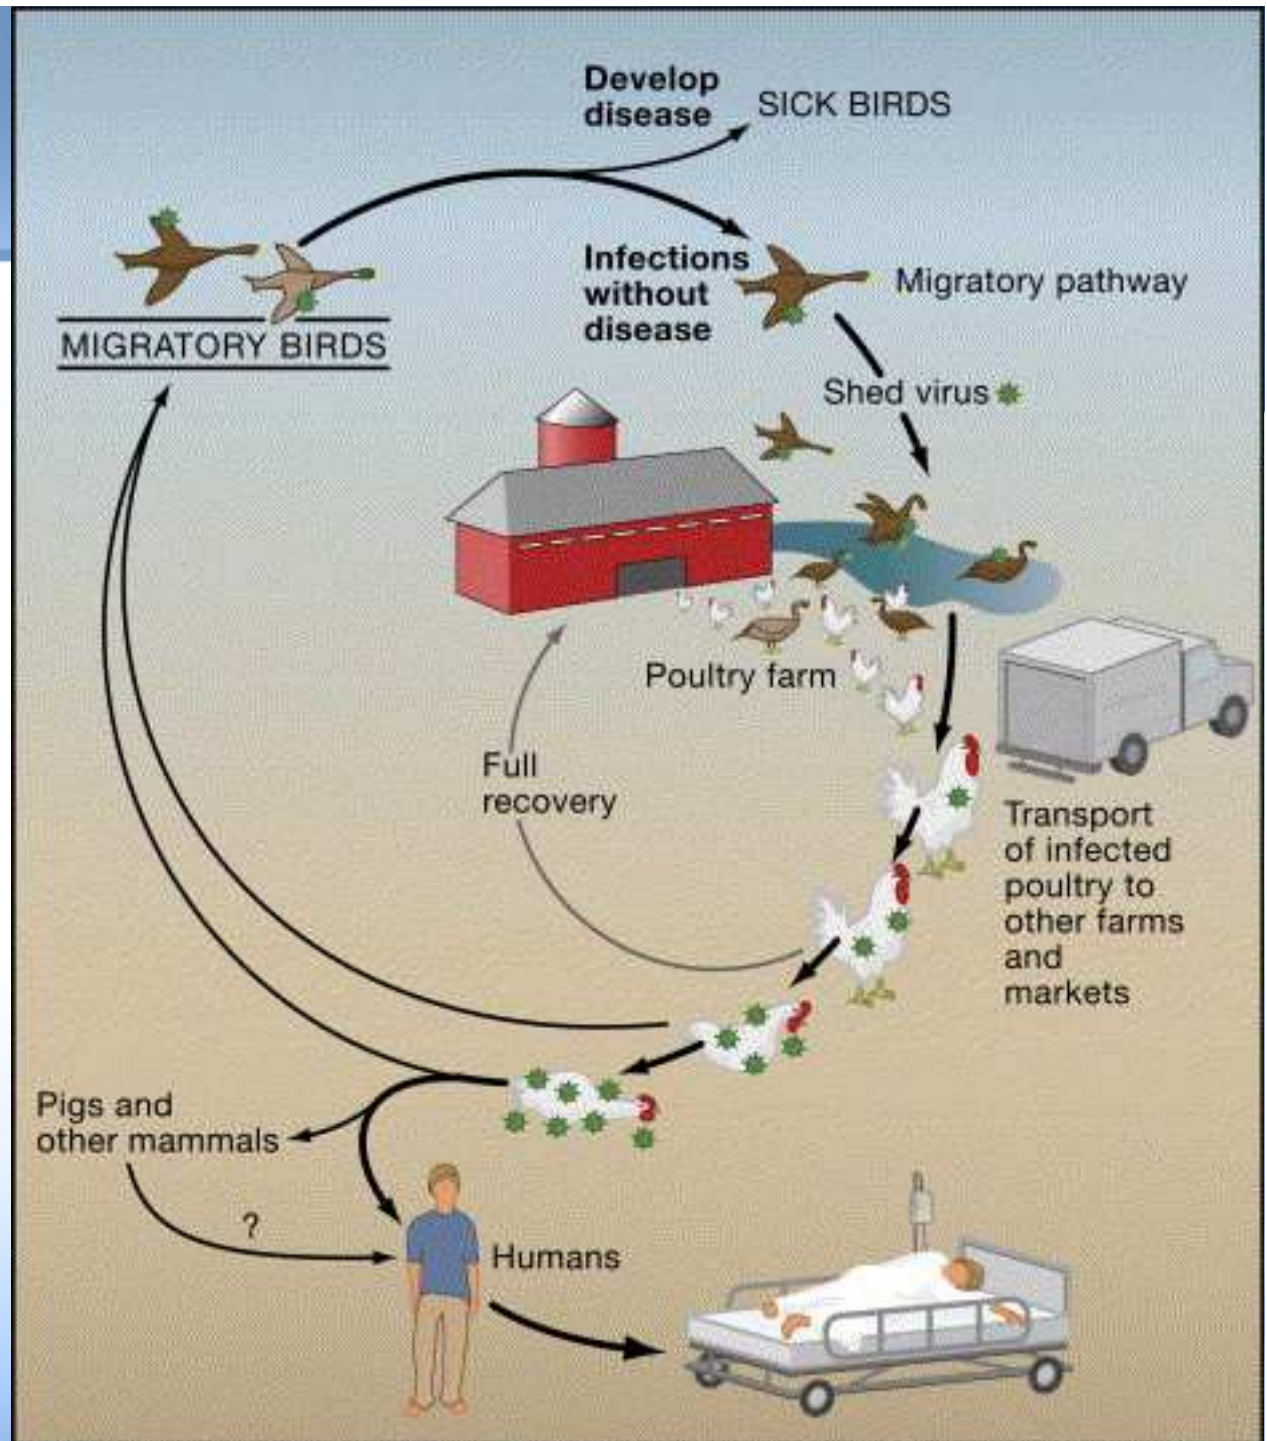 Develop
disease
SICK BIRDS
MIGRATORY BIRDS
Infections
without
disease
Migratory pathway
Shed virus
Poultry farm
Full
recovery
Transport
of infected
poultry to
other farms
and
markets
Pigs and
other mammals
?
Humans